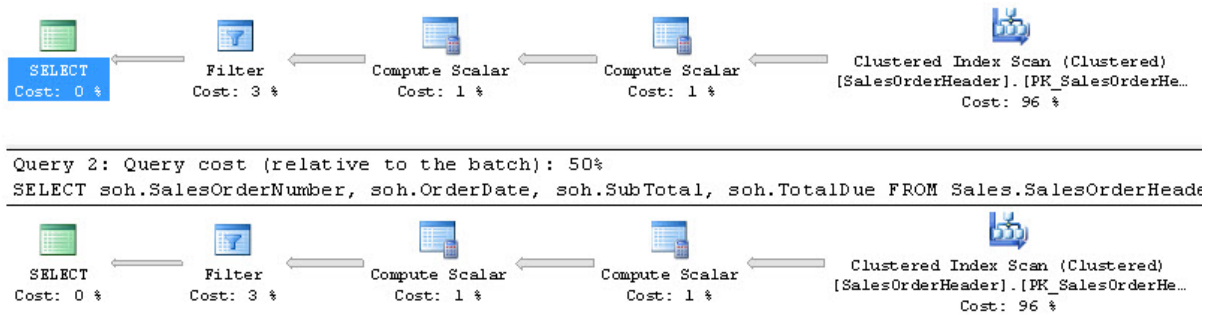 SELECT
Cost: 0 %
Filter
Cost: 3 %
Compute Scalar
Cost: 1 %
Compute Scalar
Cost: 1 %
Clustered Index Scan (Clustered)
[SalesOrderHeader].[PK_SalesOrderHe…
Cost: 96 %
Query 2: Query cost (relative to the batch): 50%
SELECT soh.SalesOrderNumber, soh.OrderDate, soh.SubTotal, soh.TotalDue FROM Sales.SalesOrderHeade
SELECT
Cost: 0 %
Filter
Cost: 3 %
Compute Scalar
Cost: 1 %
Compute Scalar
Cost: 1 %
Clustered Index Scan (Clustered)
[SalesOrderHeader].[PK_SalesOrderHe…
Cost: 96 %